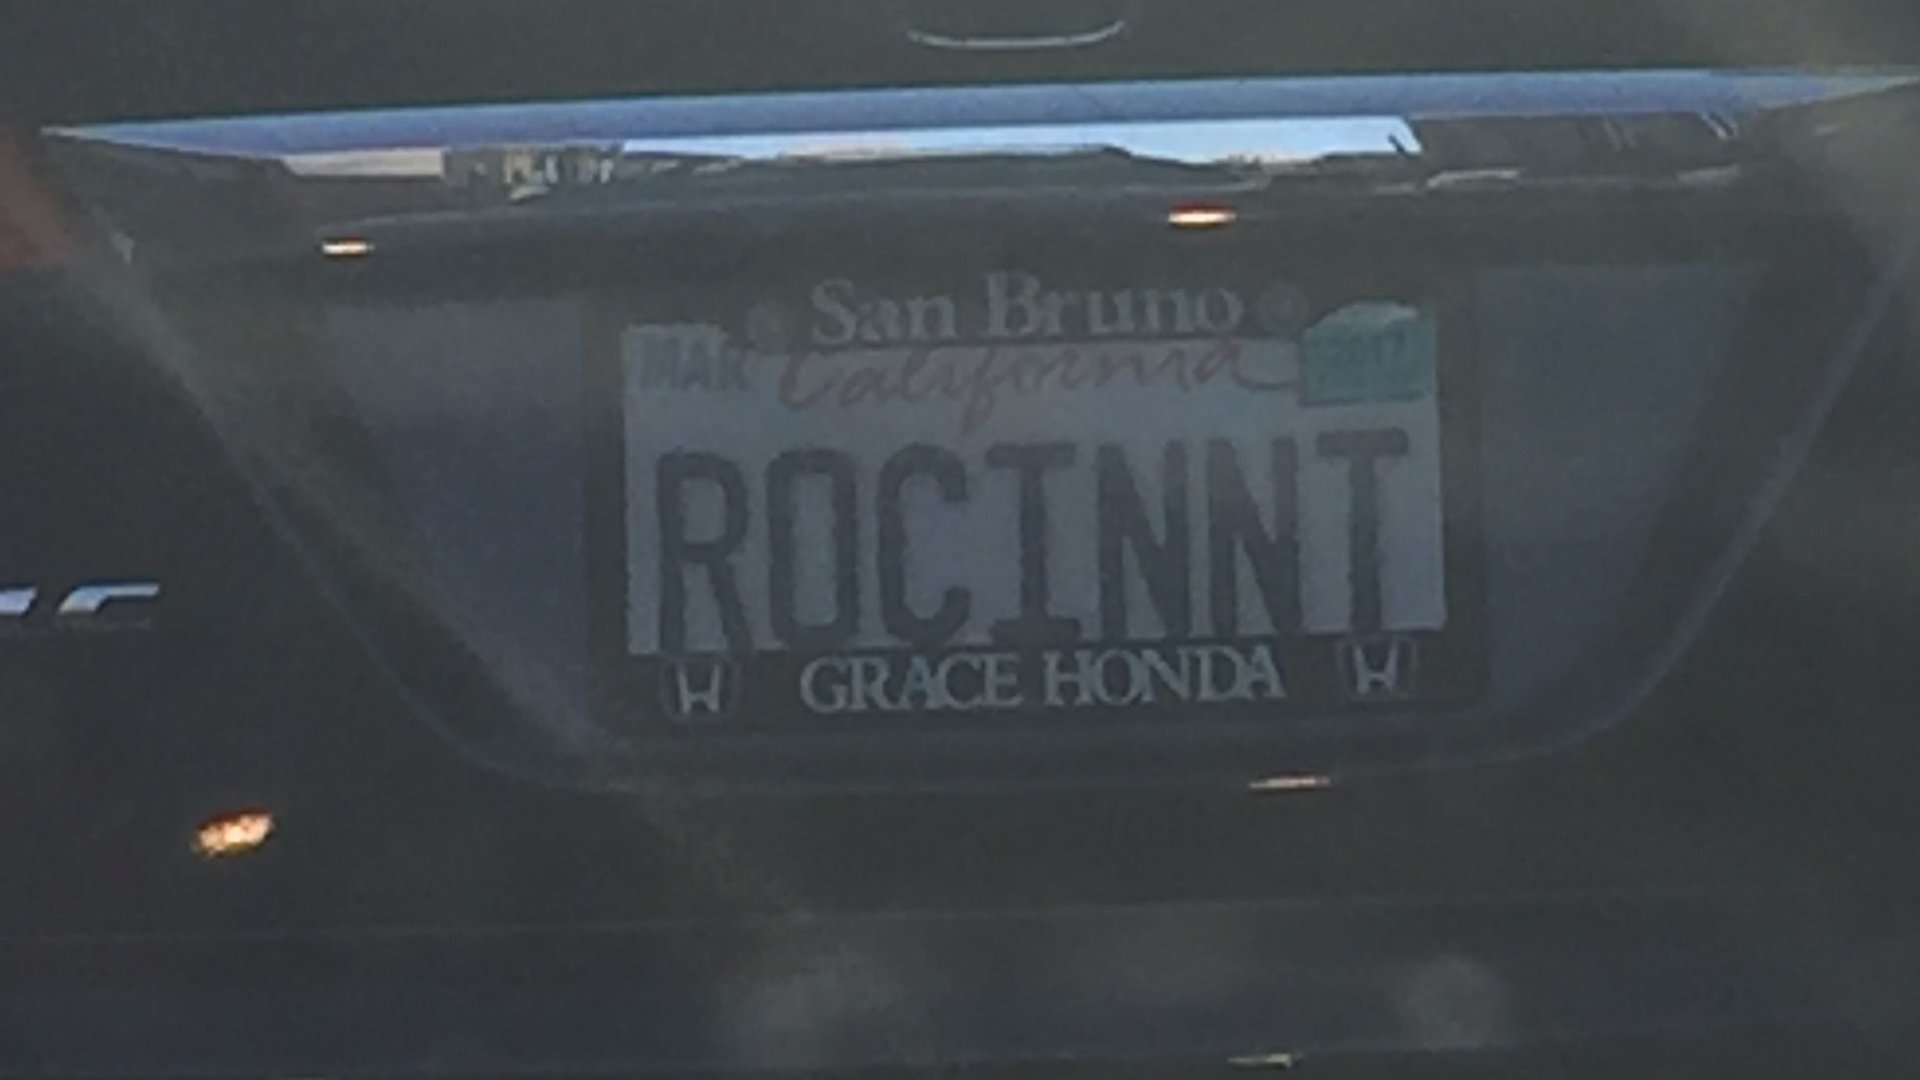 San Bruno
MAR California 2017
ROCINNT
GRACE HONDA